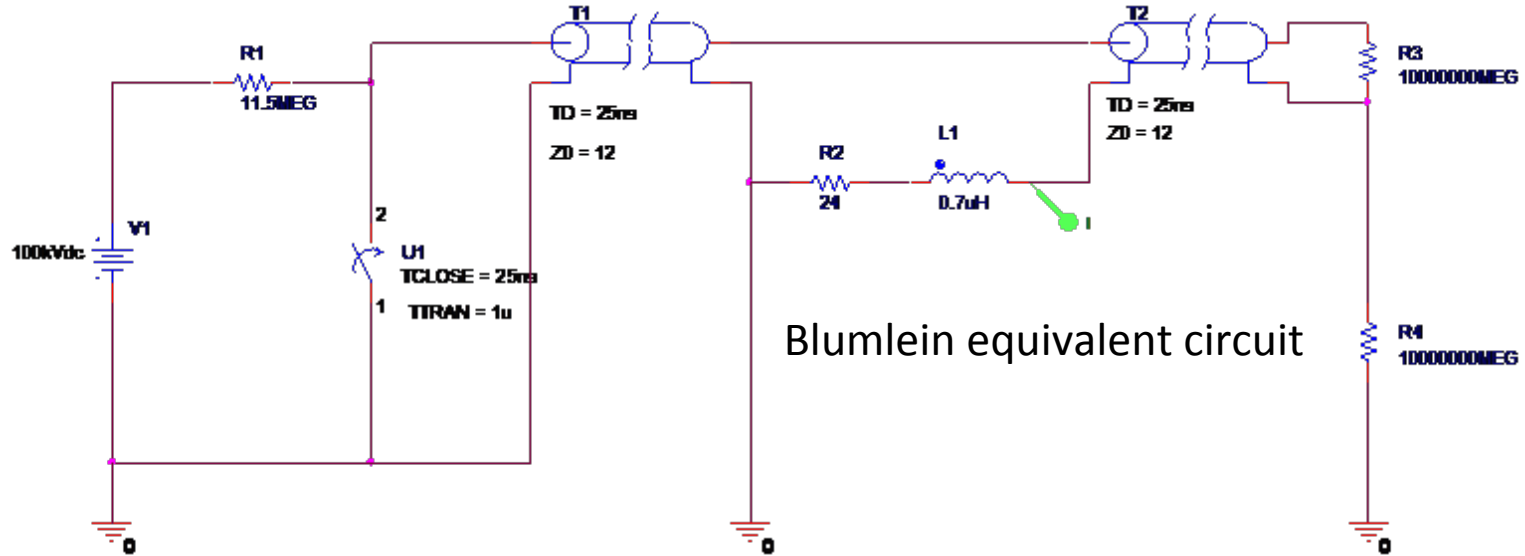 T1
T2
R1
11.5MEG
R3
10000000MEG
TD = 25ns
Z0 = 12
TD = 25ns
Z0 = 12
L1
R2
24
0.7uH
I
V1
100kVdc
2
U1
TCLOSE = 25ns
1
TTRAN = 1u
Blumlein equivalent circuit
R4
10000000MEG
0
0
0